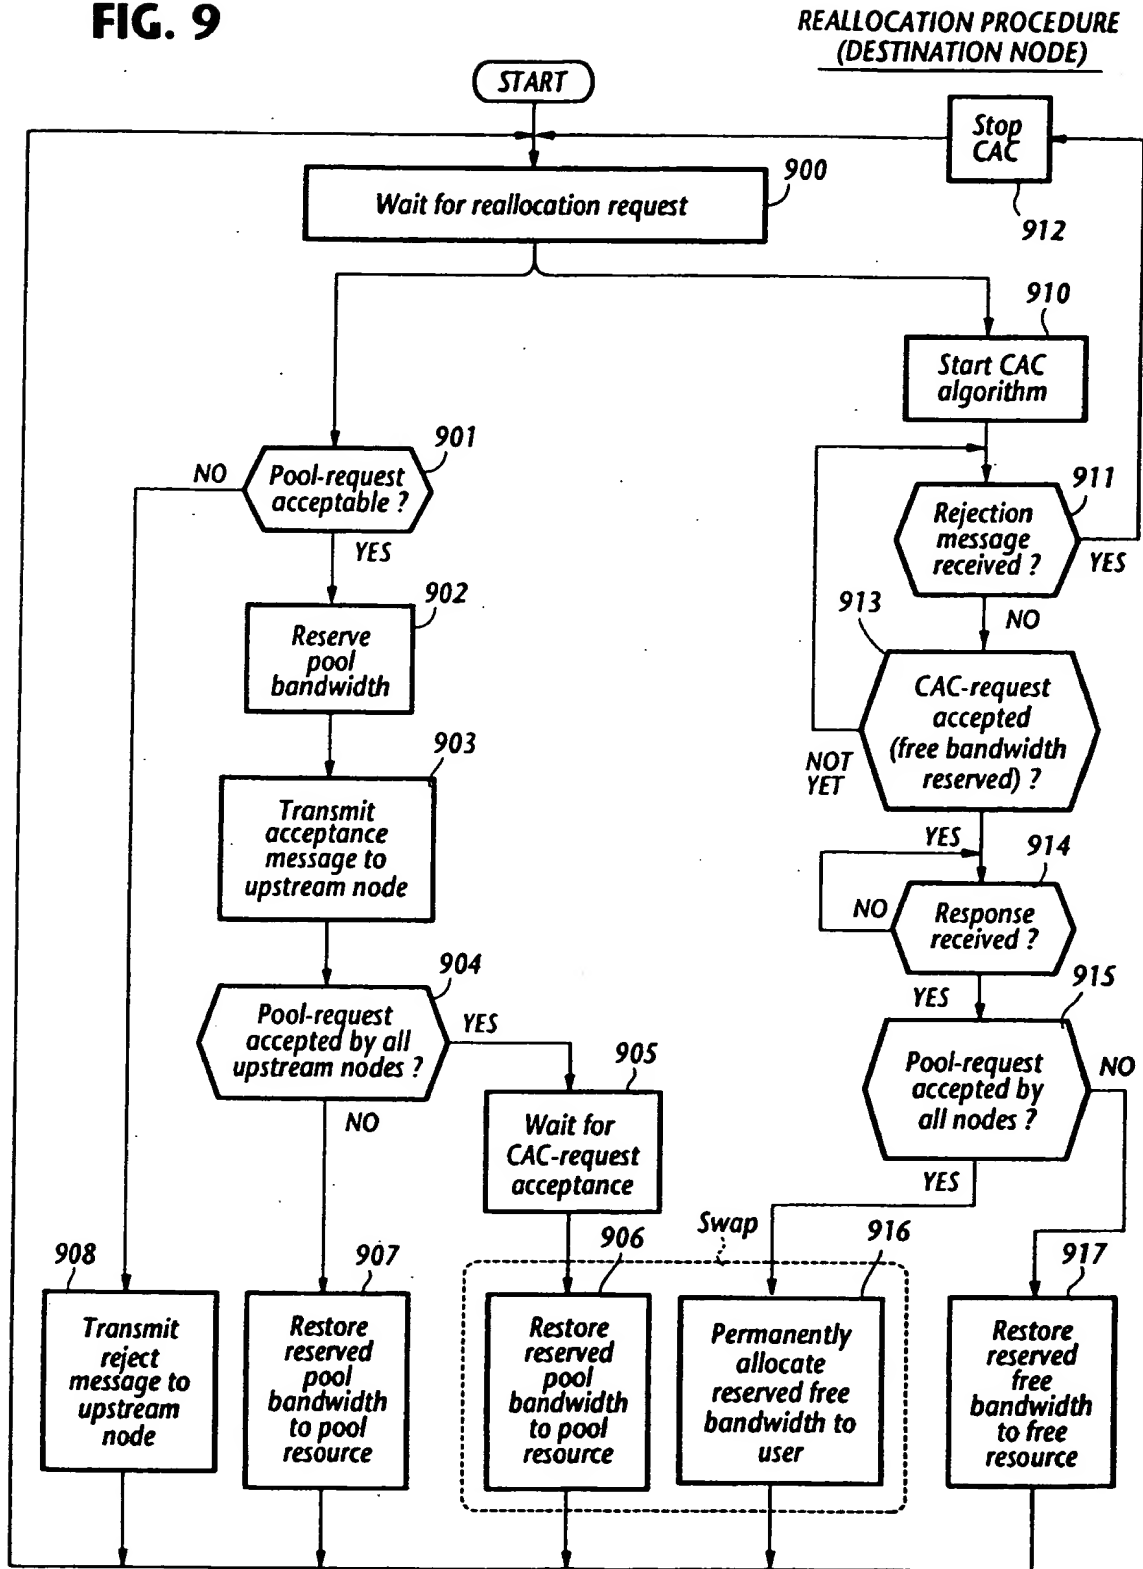 FIG. 9
REALLOCATION PROCEDURE
(DESTINATION NODE)
START
Stop
CAC
912
Wait for reallocation request
900
910
Start CAC
algorithm
Pool-request
acceptable ?
901
NO
YES
Rejection
message
received ?
911
YES
NO
902
Reserve
pool
bandwidth
913
CAC-request
accepted
(free bandwidth
reserved) ?
NOT
YET
YES
903
Transmit
acceptance
message to
upstream node
914
Response
received ?
NO
YES
904
Pool-request
accepted by all
upstream nodes ?
YES
NO
915
Pool-request
accepted by
all nodes ?
NO
YES
905
Wait for
CAC-request
acceptance
Swap
908
Transmit
reject
message to
upstream
node
907
Restore
reserved
pool
bandwidth
to pool
resource
906
Restore
reserved
pool
bandwidth
to pool
resource
916
Permanently
allocate
reserved free
bandwidth to
user
917
Restore
reserved
free
bandwidth
to free
resource